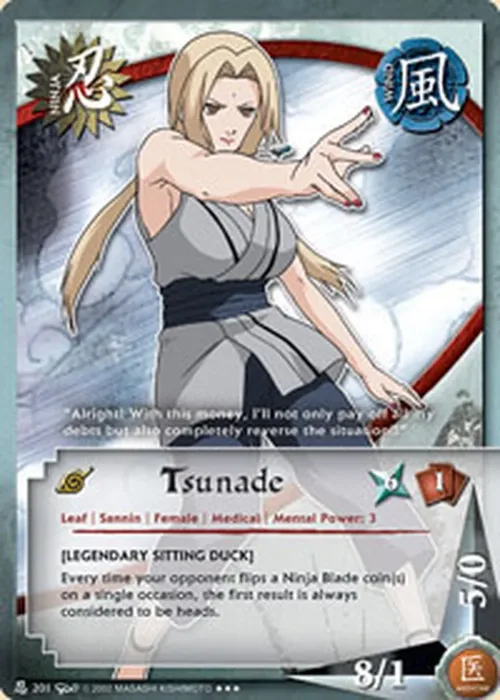 忍
NINJA
風
WIND
"Alright! With this money, I'll not only pay off all my
debts but also completely reverse the situation!"
Tsunade
6
1
Leaf | Sannin | Female | Medical | Mental Power: 3
[LEGENDARY SITTING DUCK]
Every time your opponent flips a Ninja Blade coin(s)
on a single occasion, the first result is always
considered to be heads.
5/0
8/1
医
201 © 2002 MASASHI KISHIMOTO ★★★